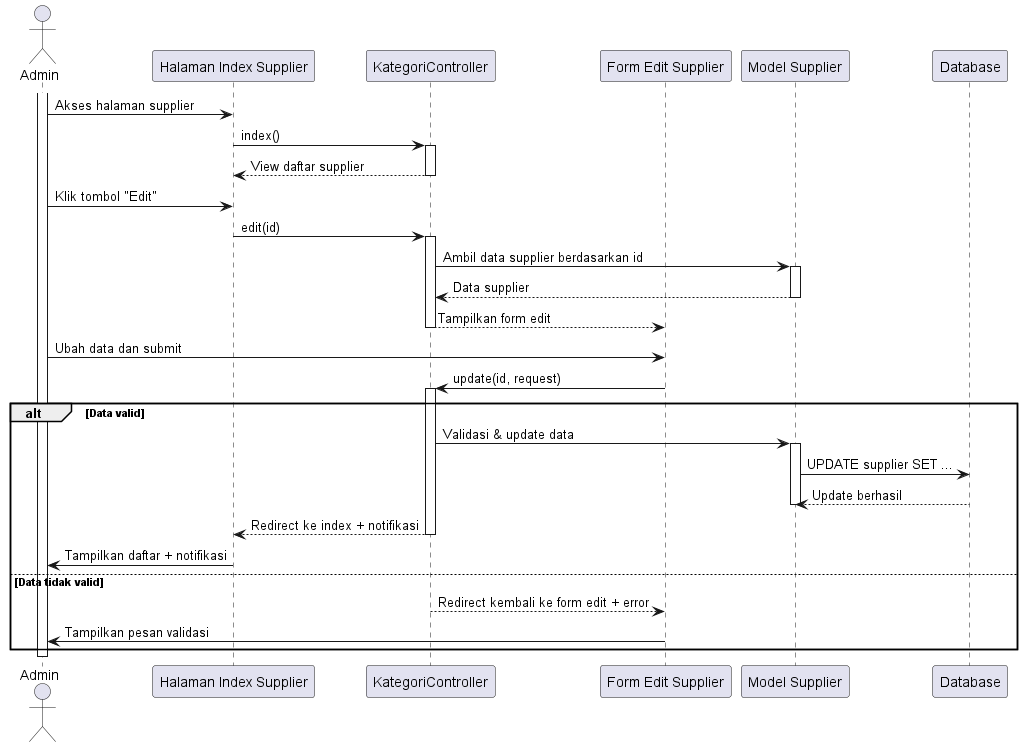 Admin
Halaman Index Supplier
KategoriController
Form Edit Supplier
Model Supplier
Database
Akses halaman supplier
index()
View daftar supplier
Klik tombol "Edit"
edit(id)
Ambil data supplier berdasarkan id
Data supplier
Tampilkan form edit
Ubah data dan submit
update(id, request)
alt
[Data valid]
Validasi & update data
UPDATE supplier SET ...
Update berhasil
Redirect ke index + notifikasi
Tampilkan daftar + notifikasi
[Data tidak valid]
Redirect kembali ke form edit + error
Tampilkan pesan validasi
Admin
Halaman Index Supplier
KategoriController
Form Edit Supplier
Model Supplier
Database